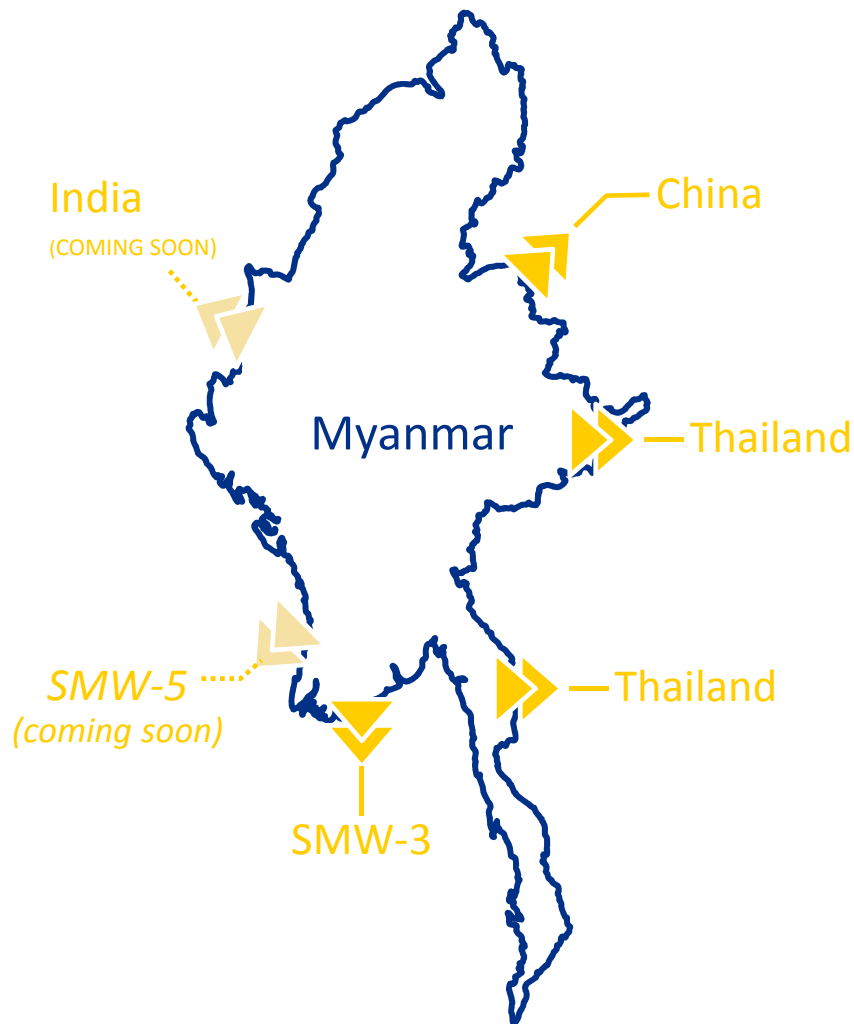 India
(COMING SOON)
China
Myanmar
Thailand
SMW-5
(coming soon)
Thailand
SMW-3